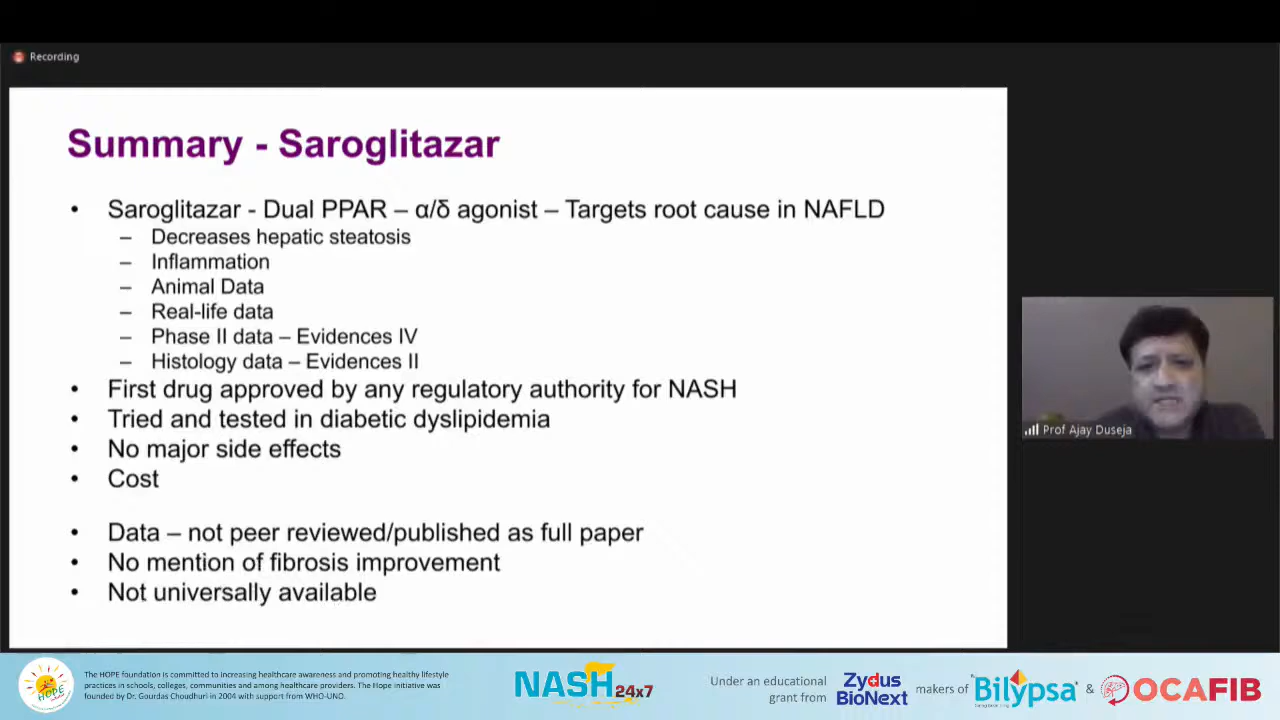 Recording
Summary - Saroglitazar
• Saroglitazar - Dual PPAR – α/δ agonist – Targets root cause in NAFLD
– Decreases hepatic steatosis
– Inflammation
– Animal Data
– Real-life data
– Phase II data – Evidences IV
– Histology data – Evidences II
• First drug approved by any regulatory authority for NASH
• Tried and tested in diabetic dyslipidemia
• No major side effects
• Cost
• Data – not peer reviewed/published as full paper
• No mention of fibrosis improvement
• Not universally available
Prof Ajay Duseja
HOPE
The HOPE foundation is committed to increasing healthcare awareness and promoting healthy lifestyle
practices in schools, colleges, communities and among healthcare providers. The Hope initiative was
founded by Dr. Gourdas Choudhuri in 2004 with support from WHO-UNO.
NASH 24x7
Under an educational
grant from
Zydus
BioNext
makers of
Bilypsa
&
OCAFIB